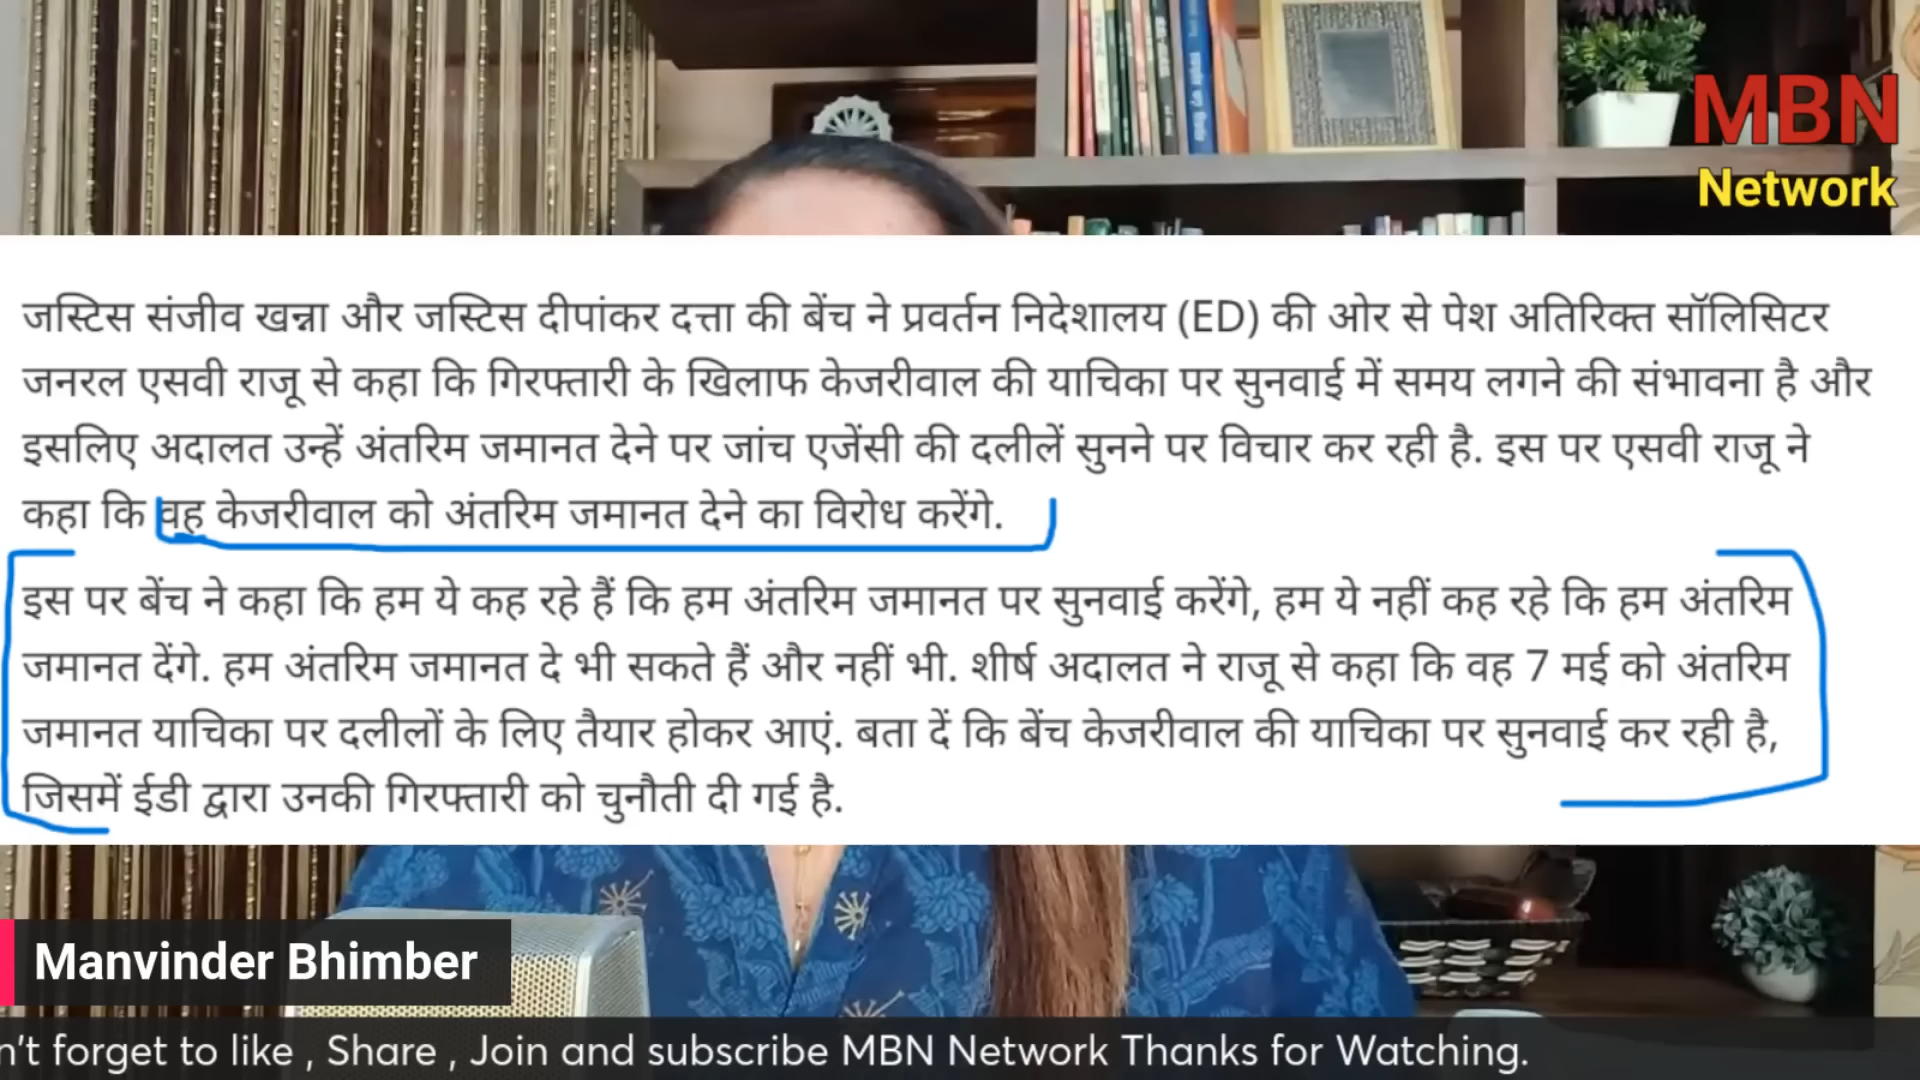 MBN
Network
जस्टिस संजीव खन्ना और जस्टिस दीपांकर दत्ता की बेंच ने प्रवर्तन निदेशालय (ED) की ओर से पेश अतिरिक्त सॉलिसिटर
जनरल एसवी राजू से कहा कि गिरफ्तारी के खिलाफ केजरीवाल की याचिका पर सुनवाई में समय लगने की संभावना है और
इसलिए अदालत उन्हें अंतरिम जमानत देने पर जांच एजेंसी की दलीलें सुनने पर विचार कर रही है. इस पर एसवी राजू ने
कहा कि वह केजरीवाल को अंतरिम जमानत देने का विरोध करेंगे.
इस पर बेंच ने कहा कि हम ये कह रहे हैं कि हम अंतरिम जमानत पर सुनवाई करेंगे, हम ये नहीं कह रहे कि हम अंतरिम
जमानत देंगे. हम अंतरिम जमानत दे भी सकते हैं और नहीं भी. शीर्ष अदालत ने राजू से कहा कि वह 7 मई को अंतरिम
जमानत याचिका पर दलीलों के लिए तैयार होकर आएं. बता दें कि बेंच केजरीवाल की याचिका पर सुनवाई कर रही है,
जिसमें ईडी द्वारा उनकी गिरफ्तारी को चुनौती दी गई है.
Manvinder Bhimber
n't forget to like , Share , Join and subscribe MBN Network Thanks for Watching.